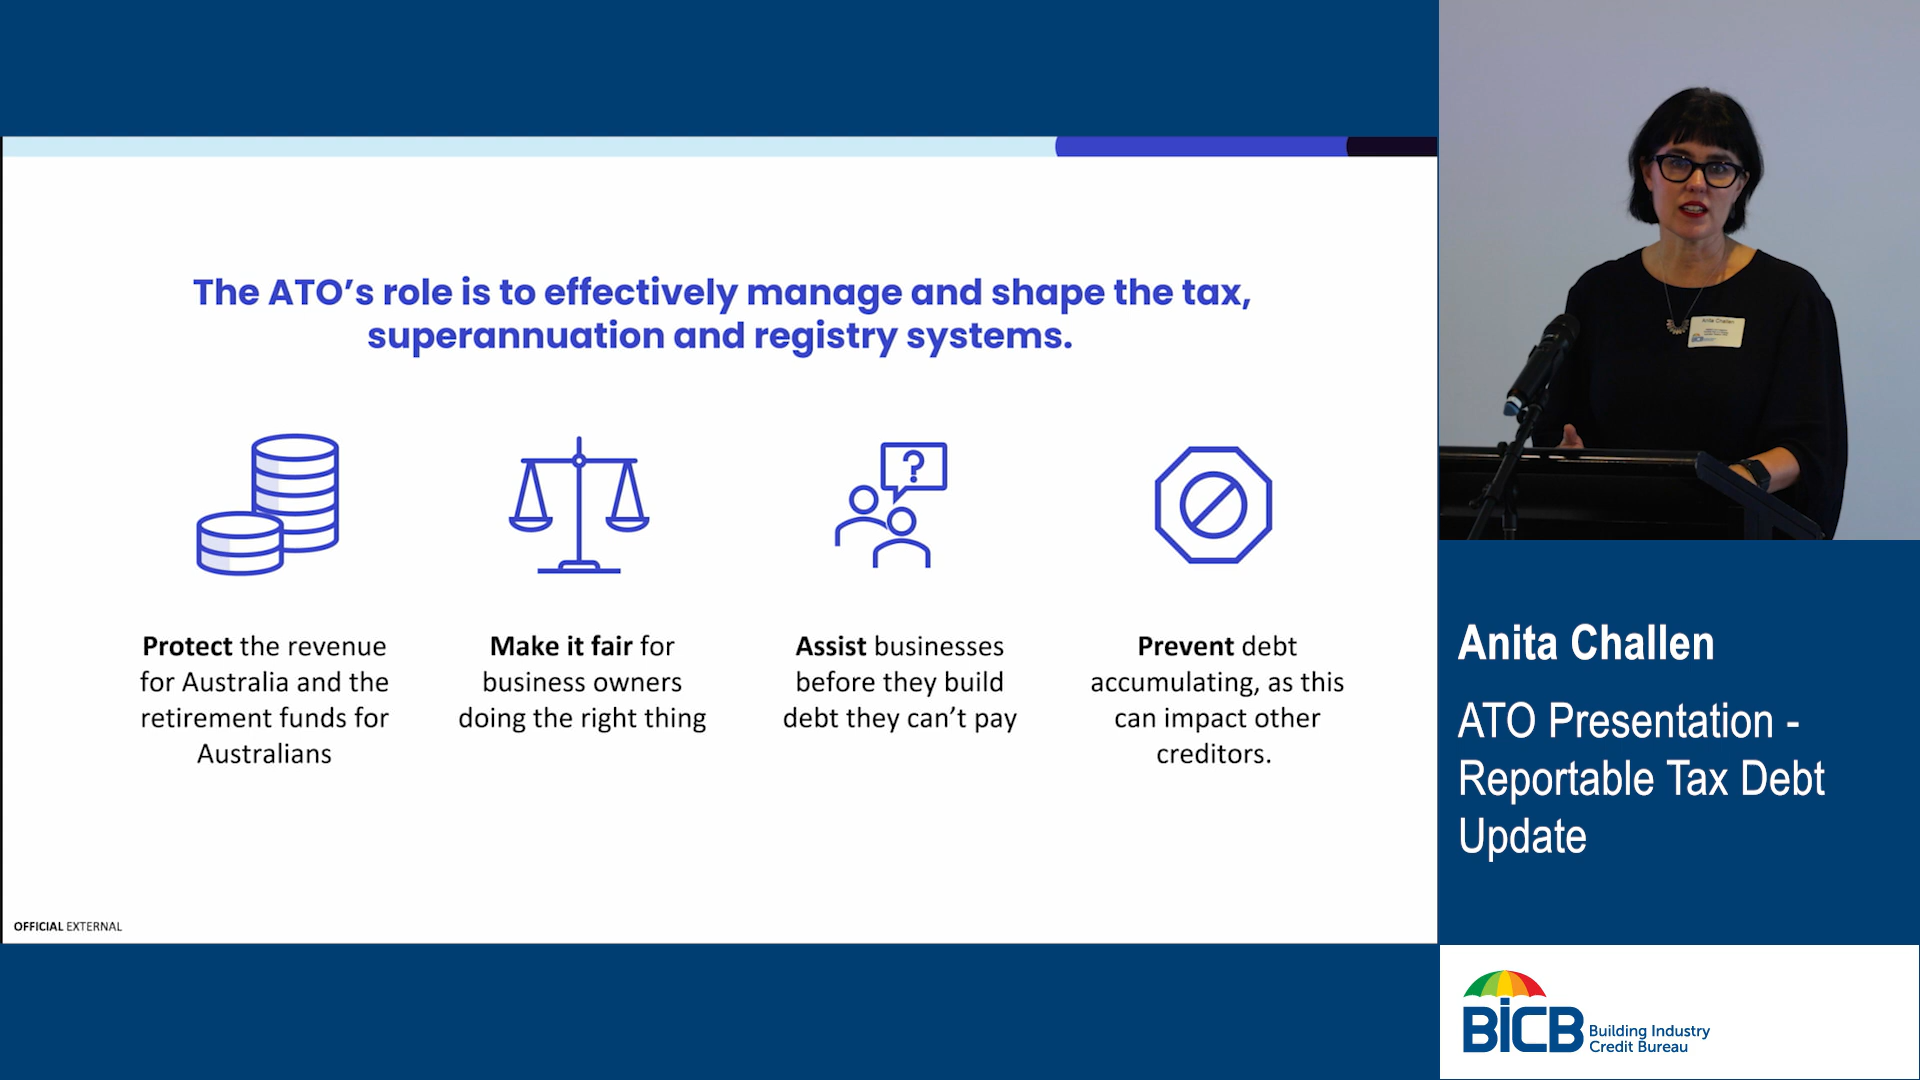 The ATO’s role is to effectively manage and shape the tax,
superannuation and registry systems.
?
Protect the revenue
for Australia and the
retirement funds for
Australians
Make it fair for
business owners
doing the right thing
Assist businesses
before they build
debt they can’t pay
Prevent debt
accumulating, as this
can impact other
creditors.
OFFICIAL EXTERNAL
Anita Challen
Anita Challen
ATO Presentation -
Reportable Tax Debt
Update
BICB Building Industry
Credit Bureau